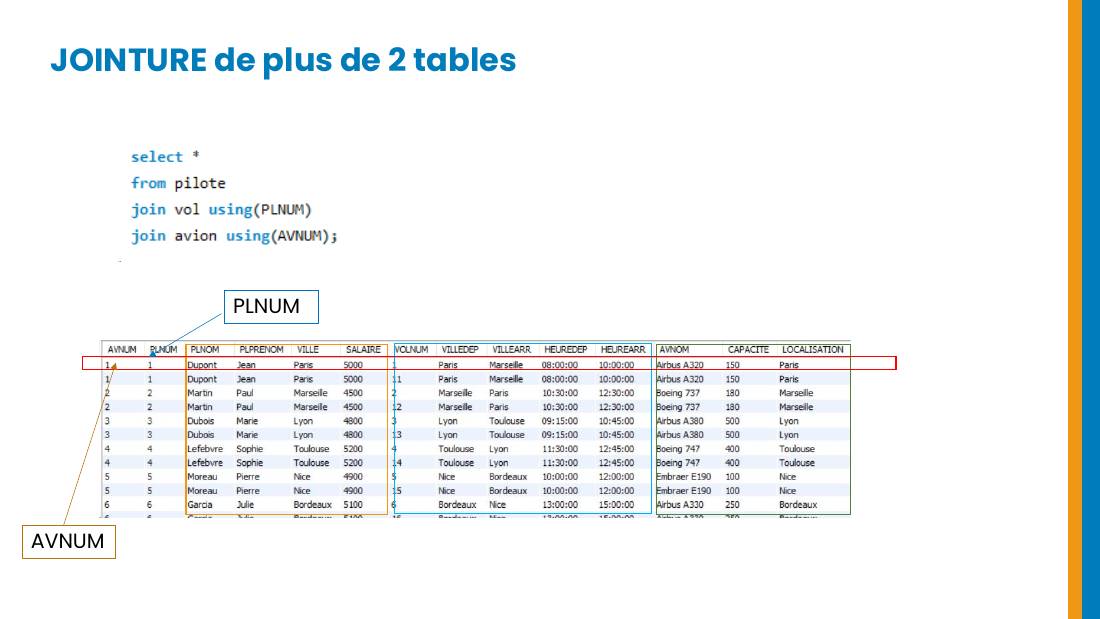 JOINTURE de plus de 2 tables
select *
from pilote
join vol using(PLNUM)
join avion using(AVNUM);
PLNUM
AVNUM PLNUM PLNOM PLPRENOM VILLE SALAIRE VOLNUM VILLEDEP VILLEARR HEUREDEP HEUREARR AVNOM CAPACITE LOCALISATION
1 1 Dupont Jean Paris 5000 1 Paris Marseille 08:00:00 10:00:00 Airbus A320 150 Paris
1 1 Dupont Jean Paris 5000 11 Paris Marseille 08:00:00 10:00:00 Airbus A320 150 Paris
2 2 Martin Paul Marseille 4500 2 Marseille Paris 10:30:00 12:30:00 Boeing 737 180 Marseille
2 2 Martin Paul Marseille 4500 12 Marseille Paris 10:30:00 12:30:00 Boeing 737 180 Marseille
3 3 Dubois Marie Lyon 4800 3 Lyon Toulouse 09:15:00 10:45:00 Airbus A380 500 Lyon
3 3 Dubois Marie Lyon 4800 13 Lyon Toulouse 09:15:00 10:45:00 Airbus A380 500 Lyon
4 4 Lefebvre Sophie Toulouse 5200 4 Toulouse Lyon 11:30:00 12:45:00 Boeing 747 400 Toulouse
4 4 Lefebvre Sophie Toulouse 5200 14 Toulouse Lyon 11:30:00 12:45:00 Boeing 747 400 Toulouse
5 5 Moreau Pierre Nice 4900 5 Nice Bordeaux 10:00:00 12:00:00 Embraer E190 100 Nice
5 5 Moreau Pierre Nice 4900 15 Nice Bordeaux 10:00:00 12:00:00 Embraer E190 100 Nice
6 6 Garcia Julie Bordeaux 5100 6 Bordeaux Nice 13:00:00 15:00:00 Airbus A330 250 Bordeaux
AVNUM